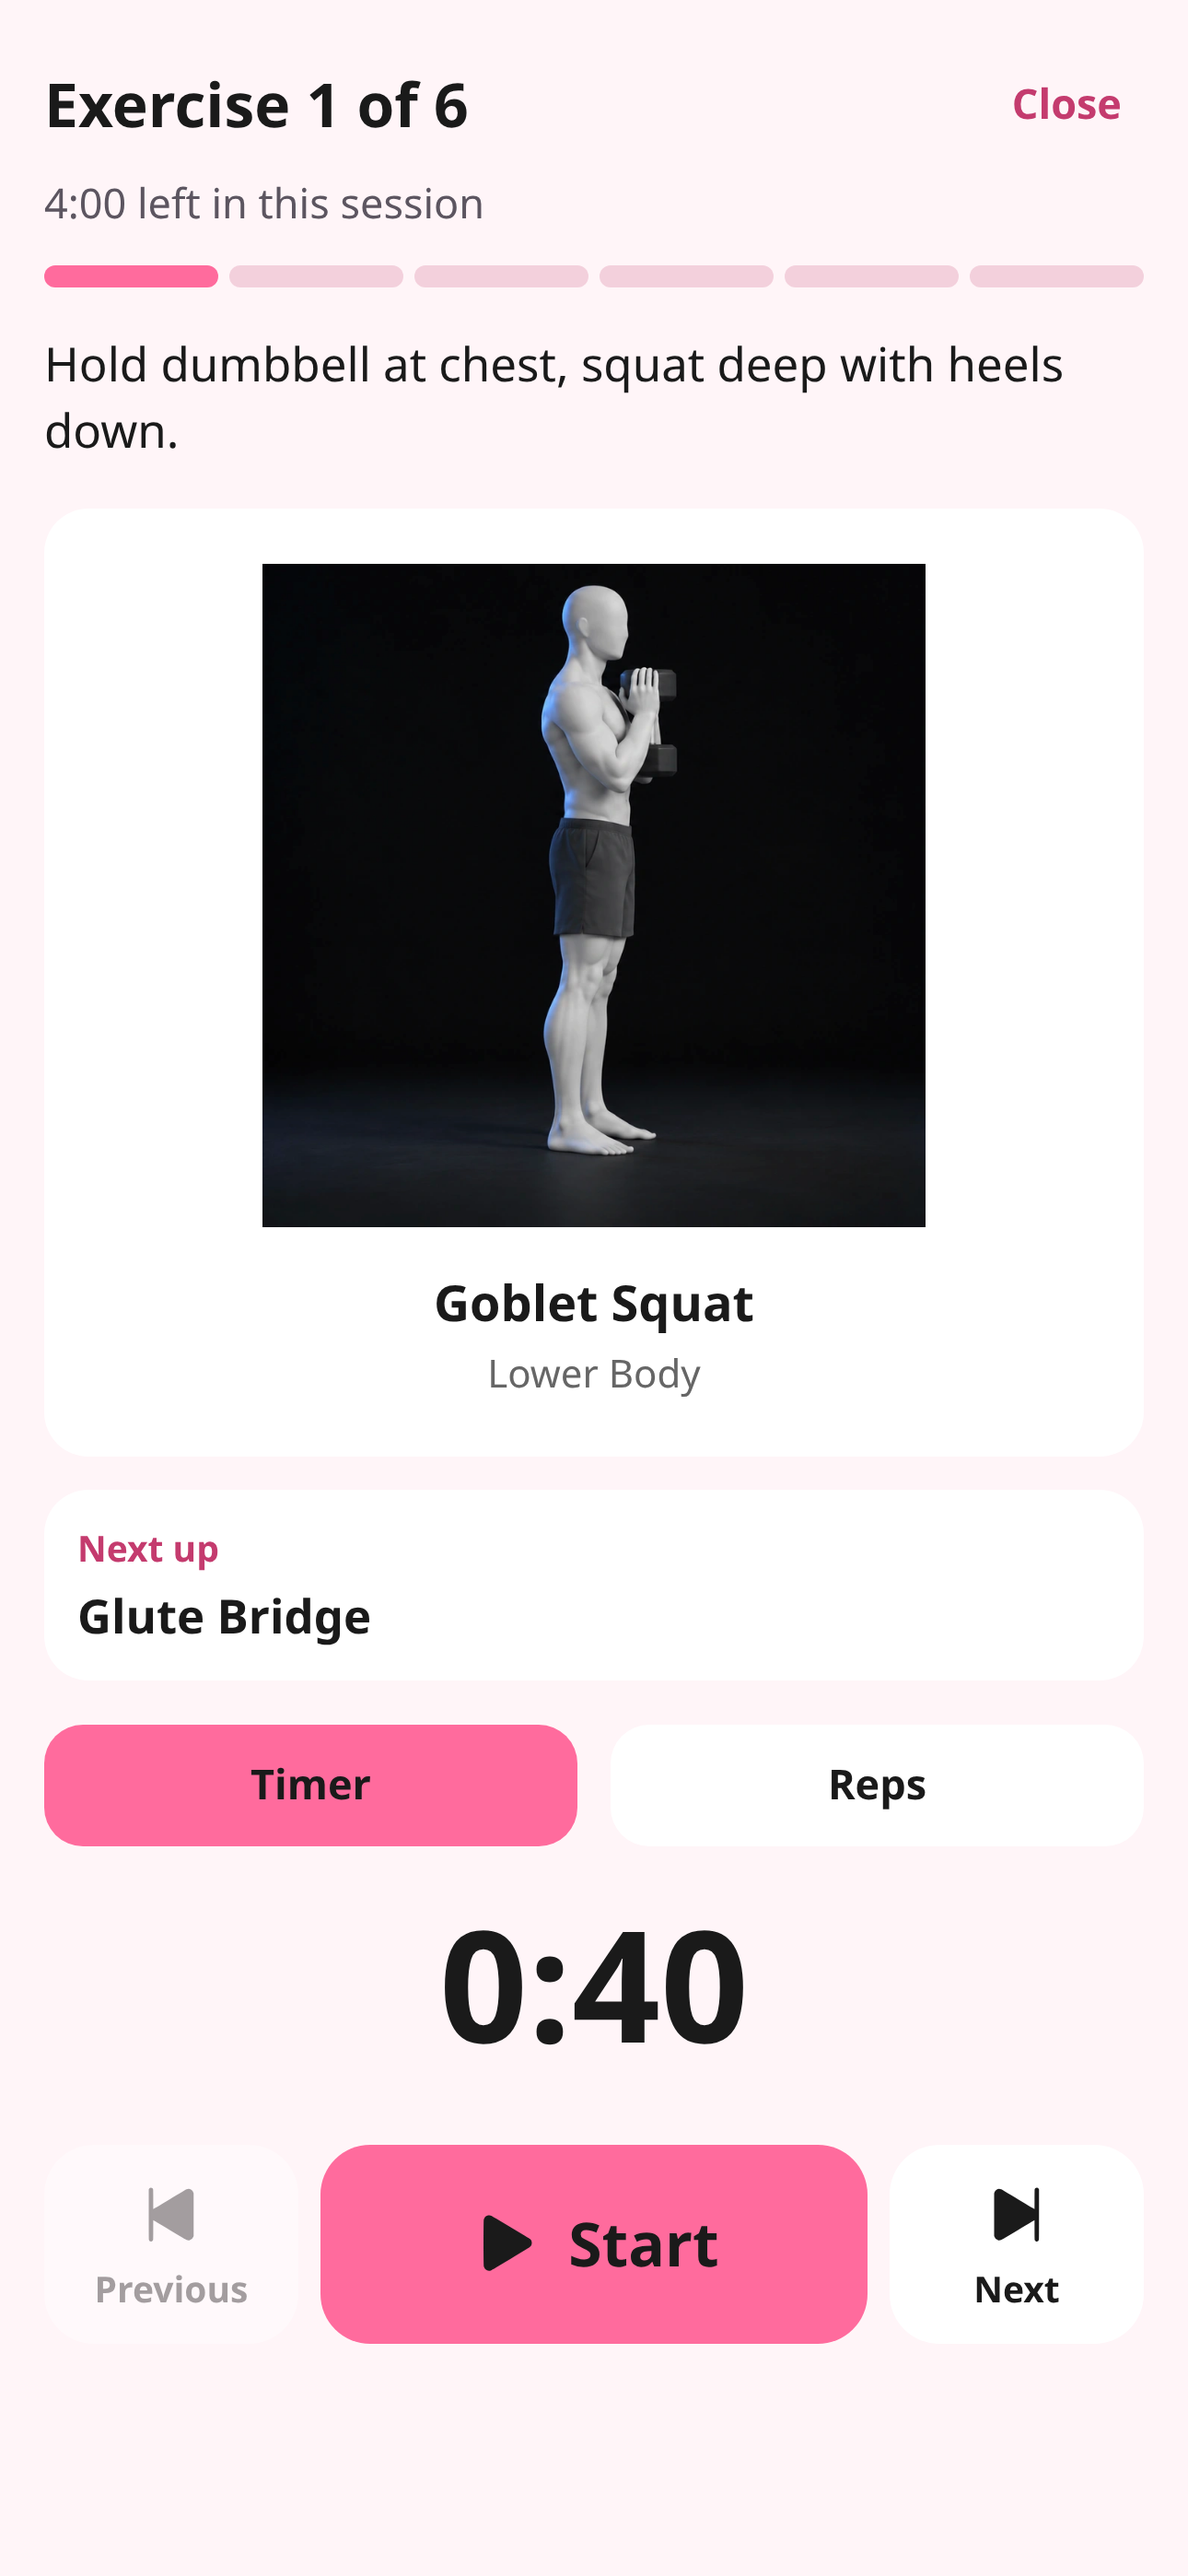 Exercise 1 of 6
Close
4:00 left in this session
Hold dumbbell at chest, squat deep with heels
down.
Goblet Squat
Lower Body
Next up
Glute Bridge
Timer
Reps
0:40
Previous
Start
Next